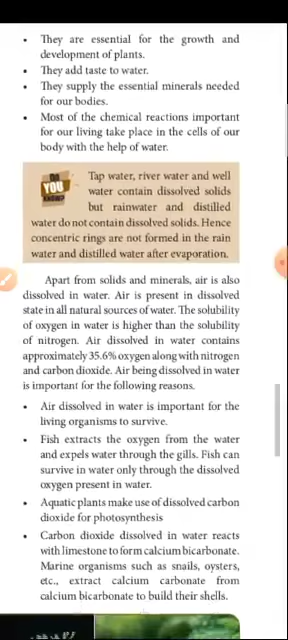 • They are essential for the growth and
development of plants.
• They add taste to water.
• They supply the essential minerals needed
for our bodies.
• Most of the chemical reactions important
for our living take place in the cells of our
body with the help of water.
DO
YOU
KNOW?
Tap water, river water and well
water contain dissolved solids
but rainwater and distilled
water do not contain dissolved solids. Hence
concentric rings are not formed in the rain
water and distilled water after evaporation.
Apart from solids and minerals, air is also
dissolved in water. Air is present in dissolved
state in all natural sources of water. The solubility
of oxygen in water is higher than the solubility
of nitrogen. Air dissolved in water contains
approximately 35.6% oxygen along with nitrogen
and carbon dioxide. Air being dissolved in water
is important for the following reasons.
• Air dissolved in water is important for the
living organisms to survive.
• Fish extracts the oxygen from the water
and expels water through the gills. Fish can
survive in water only through the dissolved
oxygen present in water.
• Aquatic plants make use of dissolved carbon
dioxide for photosynthesis
• Carbon dioxide dissolved in water reacts
with limestone to form calcium bicarbonate.
Marine organisms such as snails, oysters,
etc., extract calcium carbonate from
calcium bicarbonate to build their shells.